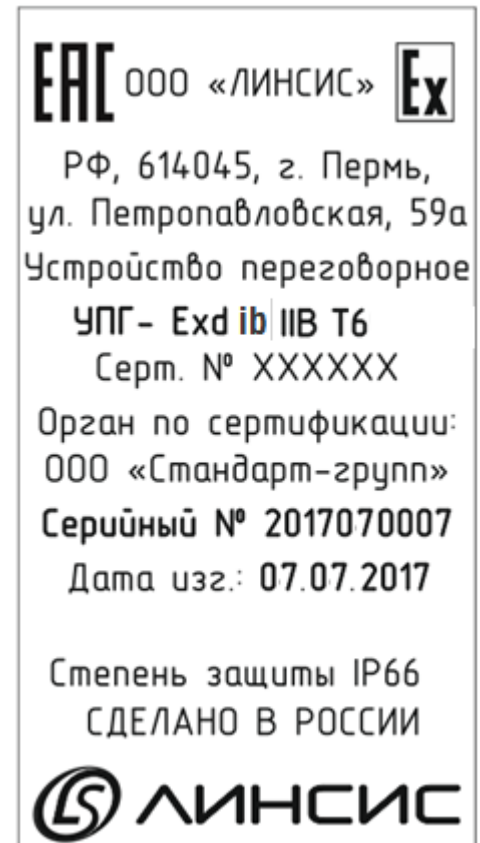 ЕАС ООО «ЛИНСИС» Ex
РФ, 614045, г. Пермь,
ул. Петропавловская, 59а
Устройство переговорное
УПГ- Exd ib IIB T6
Серт. № XXXXXX
Орган по сертификации:
ООО «Стандарт-групп»
Серийный № 2017070007
Дата изг.: 07.07.2017
Степень защиты IP66
СДЕЛАНО В РОССИИ
LS ЛИНСИС